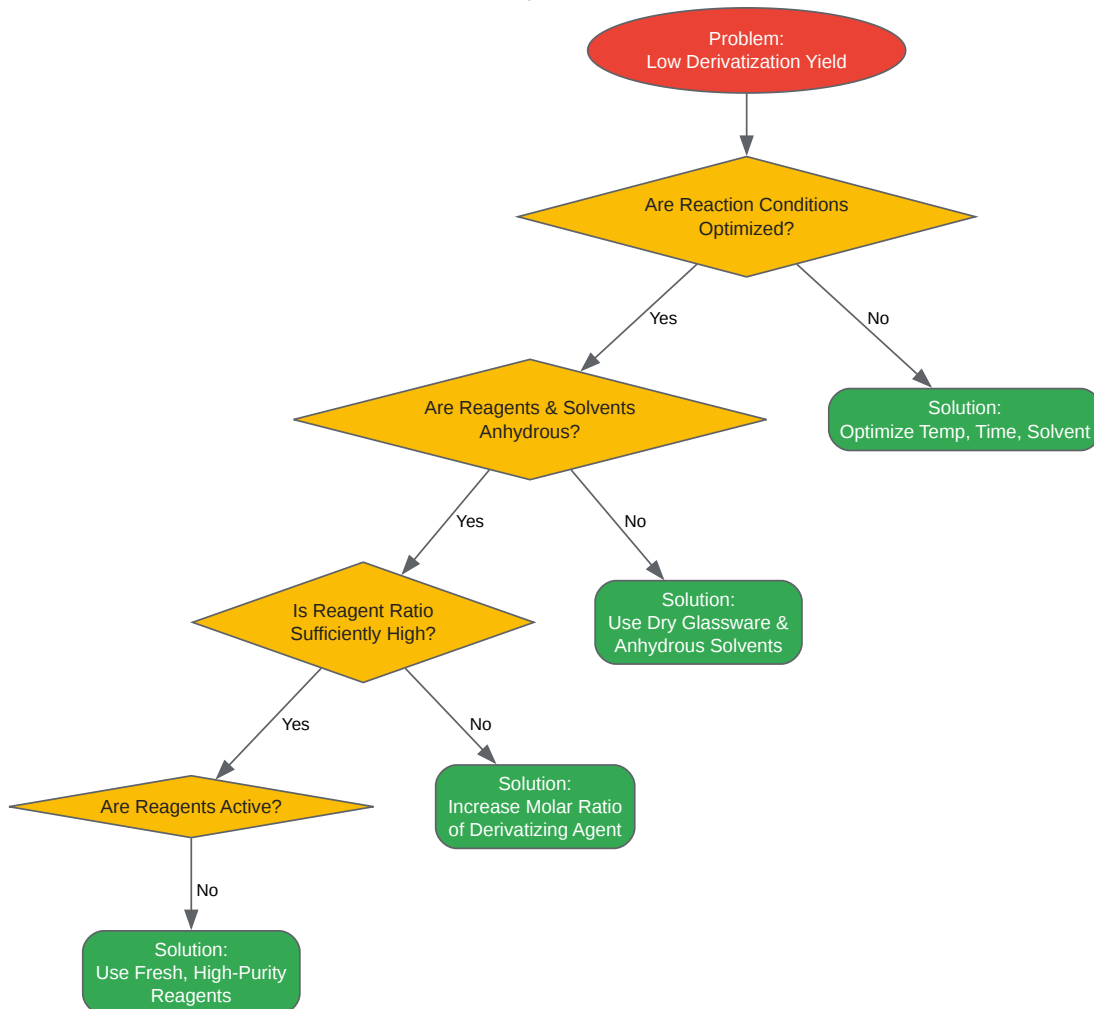 Problem:
Low Derivatization Yield
Are Reaction Conditions
Optimized?
Yes
No
Are Reagents & Solvents
Anhydrous?
Solution:
Optimize Temp, Time, Solvent
Yes
No
Is Reagent Ratio
Sufficiently High?
Solution:
Use Dry Glassware &
Anhydrous Solvents
Yes
No
Are Reagents Active?
Solution:
Increase Molar Ratio
of Derivatizing Agent
No
Solution:
Use Fresh, High-Purity
Reagents